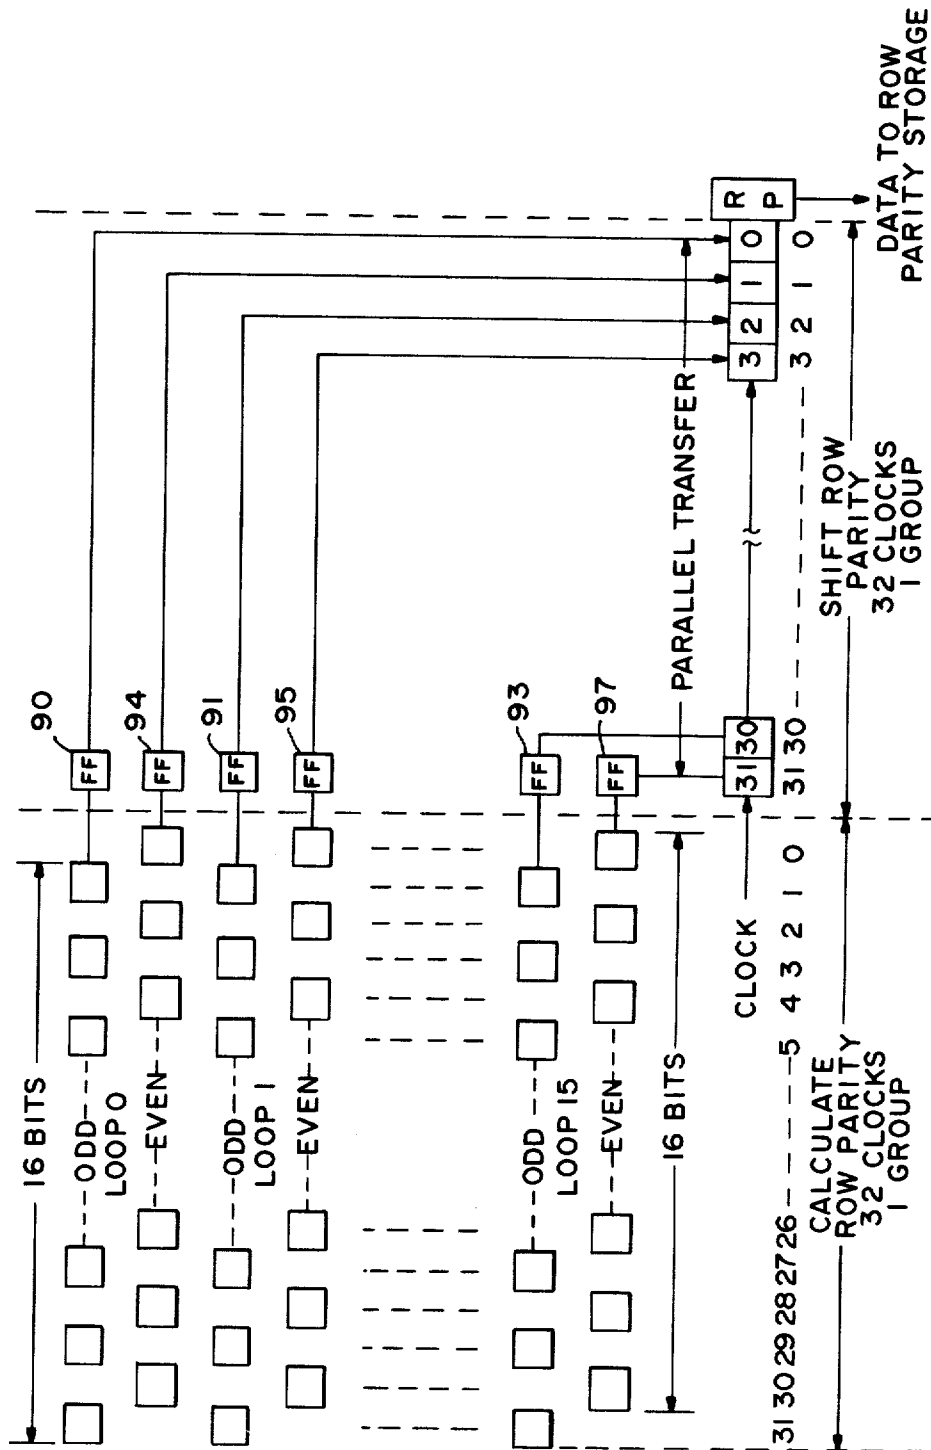 16 BITS
ODD
LOOP 0
EVEN
ODD
LOOP 1
EVEN
ODD
LOOP 15
EVEN
16 BITS
FF
90
FF
94
FF
91
FF
95
FF
93
FF
97
PARALLEL TRANSFER
CLOCK
31 30
3 2 1 0
R P
31 30 29 28 27 26
5 4 3 2 1 0
31 30
3 2 1 0
CALCULATE
ROW PARITY
32 CLOCKS
1 GROUP
SHIFT ROW
PARITY
32 CLOCKS
1 GROUP
DATA TO ROW
PARITY STORAGE